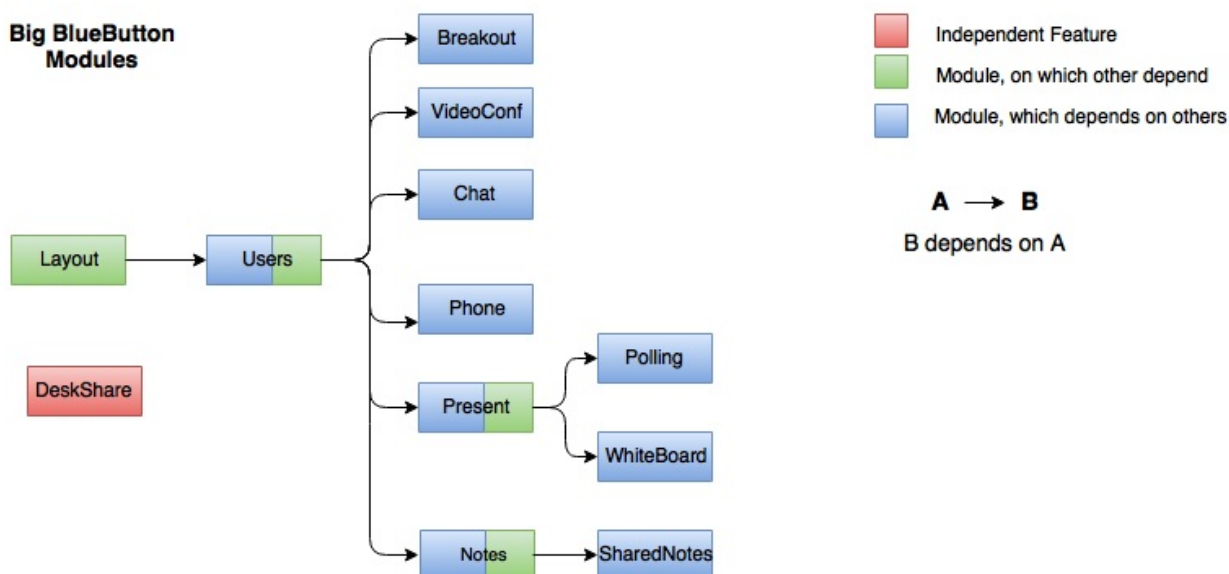 Big BlueButton
Modules
Breakout
VideoConf
Chat
Layout
Users
Phone
DeskShare
Present
Polling
WhiteBoard
Notes
SharedNotes
Independent Feature
Module, on which other depend
Module, which depends on others
A B
B depends on A